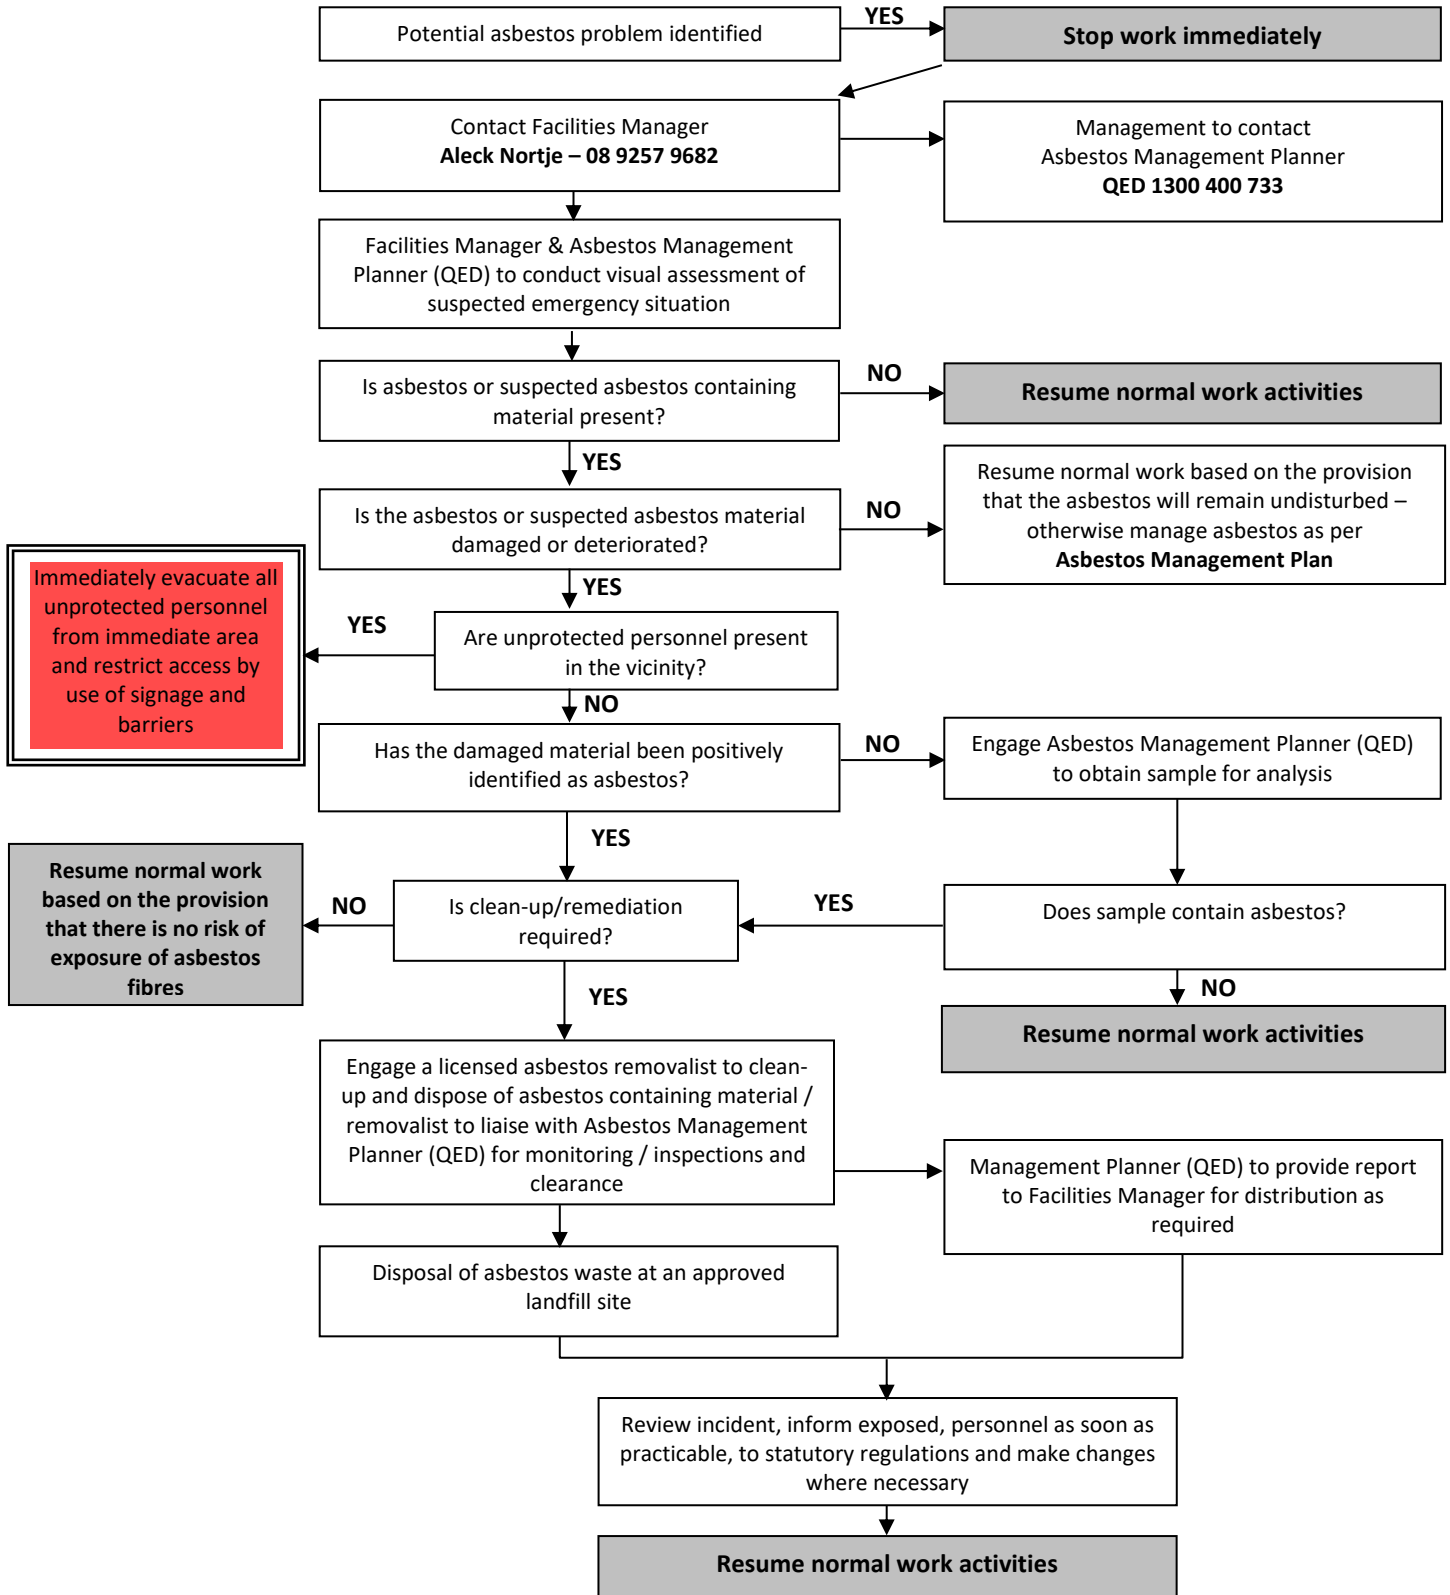 Potential asbestos problem identified
YES
Stop work immediately
Contact Facilities Manager
Aleck Nortje – 08 9257 9682
Management to contact
Asbestos Management Planner
QED 1300 400 733
Facilities Manager & Asbestos Management
Planner (QED) to conduct visual assessment of
suspected emergency situation
Is asbestos or suspected asbestos containing
material present?
NO
Resume normal work activities
YES
Is the asbestos or suspected asbestos material
damaged or deteriorated?
NO
Resume normal work based on the provision
that the asbestos will remain undisturbed –
otherwise manage asbestos as per
Asbestos Management Plan
YES
Are unprotected personnel present
in the vicinity?
YES
Immediately evacuate all
unprotected personnel
from immediate area
and restrict access by
use of signage and
barriers
NO
Has the damaged material been positively
identified as asbestos?
NO
Engage Asbestos Management Planner (QED)
to obtain sample for analysis
YES
Is clean-up/remediation
required?
NO
Resume normal work
based on the provision
that there is no risk of
exposure of asbestos
fibres
YES
Does sample contain asbestos?
NO
Resume normal work activities
YES
Engage a licensed asbestos removalist to clean-
up and dispose of asbestos containing material /
removalist to liaise with Asbestos Management
Planner (QED) for monitoring / inspections and
clearance
Management Planner (QED) to provide report
to Facilities Manager for distribution as
required
Disposal of asbestos waste at an approved
landfill site
Review incident, inform exposed, personnel as soon as
practicable, to statutory regulations and make changes
where necessary
Resume normal work activities